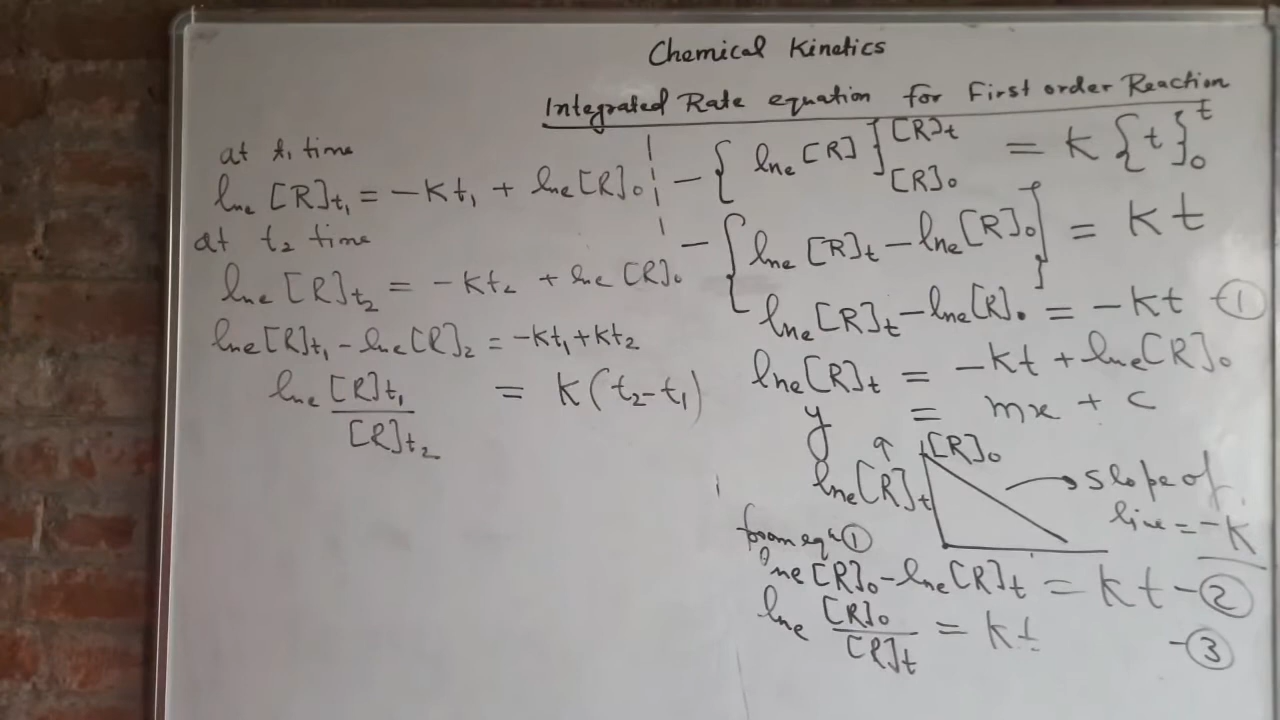 Chemical Kinetics
Integrated Rate equation for First order Reaction
at t₁ time
lnₑ [R]t₁ = -Kt₁ + lnₑ[R]₀
at t₂ time
lnₑ [R]t₂ = -Kt₂ + lnₑ [R]₀
lnₑ[R]t₁ - lnₑ[R]₂ = -Kt₁ + Kt₂
lnₑ [R]t₁ / [R]t₂ = K(t₂-t₁)
-{lnₑ [R]}[R]t [R]₀ = K{t}ᵗ₀
-{lnₑ [R]t - lnₑ[R]₀} = Kt
lnₑ[R]t - lnₑ[R]₀ = -Kt -①
lnₑ[R]t = -Kt + lnₑ[R]₀
y = mx + c
[R]₀
lnₑ[R]t
slope of
line = -K
from eqⁿ ①
lnₑ[R]₀ - lnₑ[R]t = Kt -②
lnₑ [R]₀ / [R]t = Kt -③